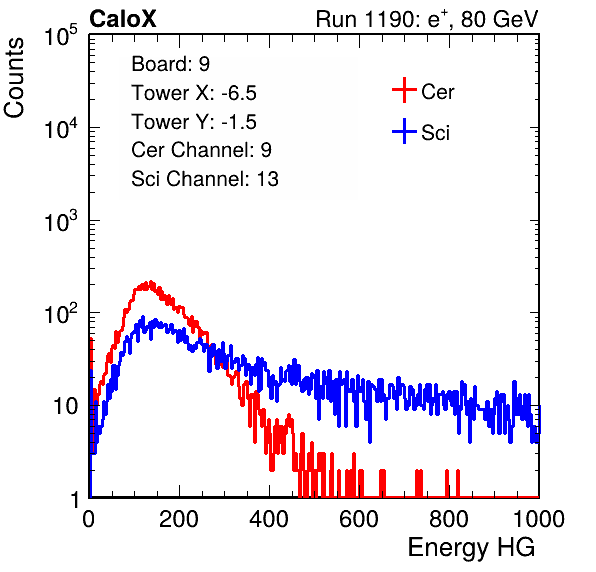 CaloX Run 1190: e⁺, 80 GeV
Counts
10⁵
10⁴
10³
10²
10
1
Board: 9
Tower X: -6.5
Tower Y: -1.5
Cer Channel: 9
Sci Channel: 13
Cer
Sci
0 200 400 600 800 1000
Energy HG